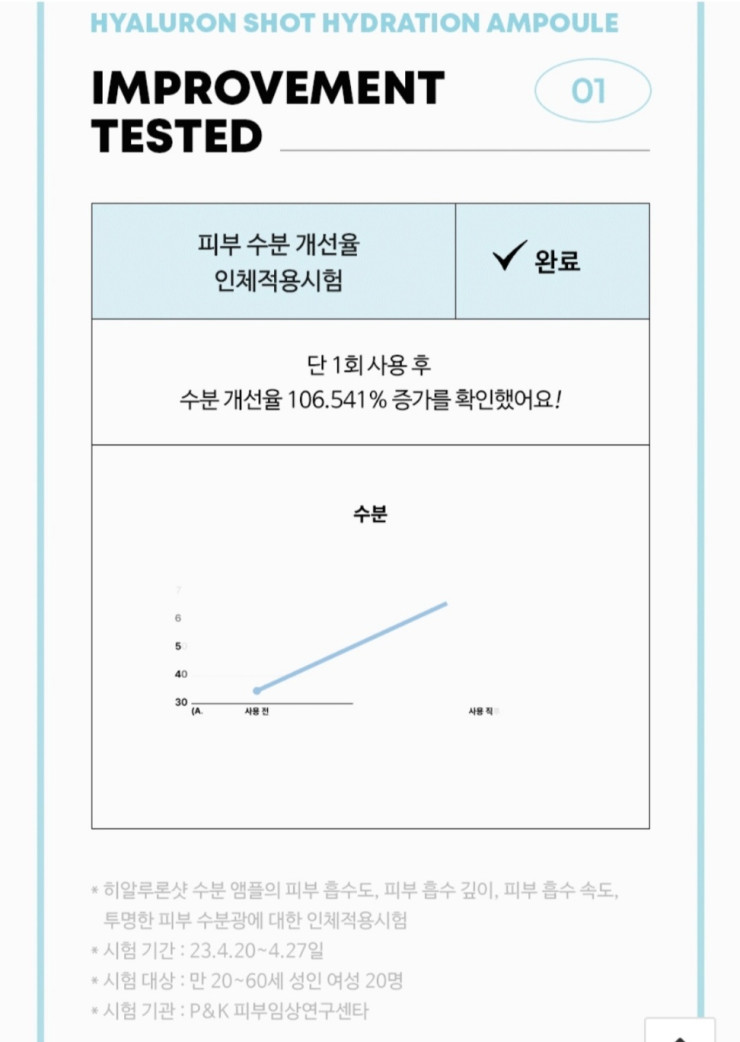 HYALURON SHOT HYDRATION AMPOULE
IMPROVEMENT
TESTED
01
피부 수분 개선율
인체적용시험
완료
단 1회 사용 후
수분 개선율 106.541% 증가를 확인했어요!
수분
7
6
50
40
30
(A.
사용 전
사용 직
* 히알루론샷 수분 앰플의 피부 흡수도, 피부 흡수 깊이, 피부 흡수 속도,
투명한 피부 수분광에 대한 인체적용시험
* 시험 기간 : 23.4.20~4.27일
* 시험 대상 : 만 20~60세 성인 여성 20명
* 시험 기관 : P&K 피부임상연구센타